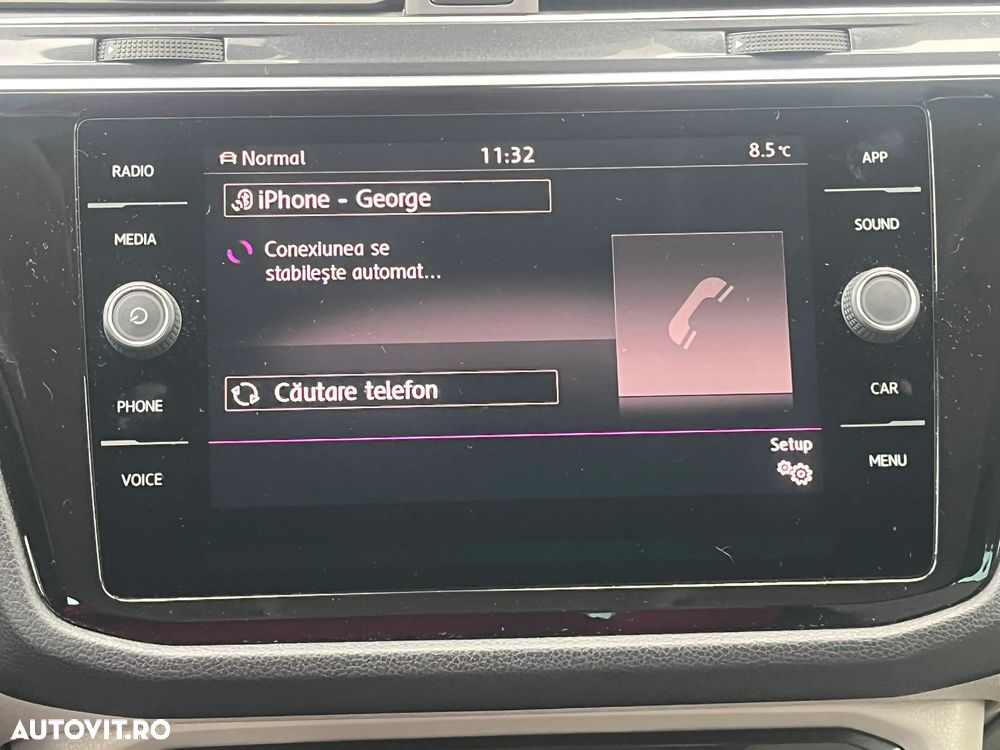 RADIO
MEDIA
PHONE
VOICE
Normal
11:32
8.5°C
iPhone - George
Conexiunea se
stabilește automat...
Căutare telefon
Setup
APP
SOUND
CAR
MENU
AUTOVIT.RO